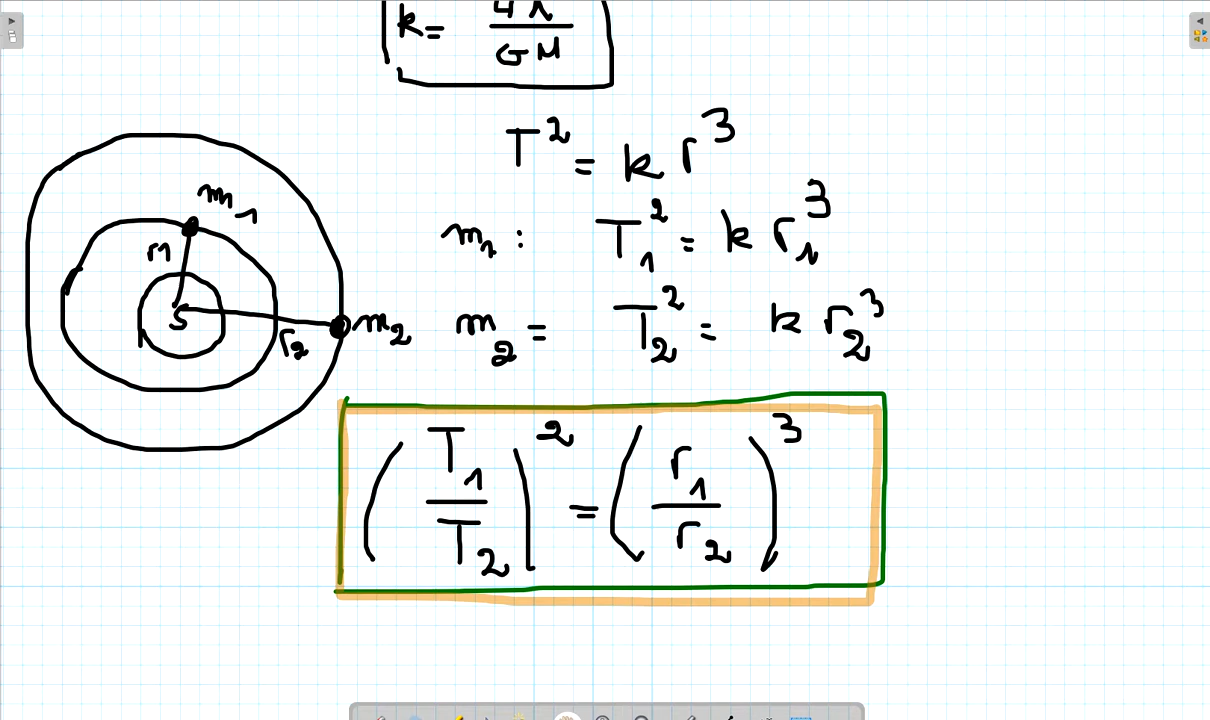 k = 4π / GM
T² = k r³
m₁
m₁ : T₁² = k r₁³
r1
m₂ = T₂² = k r₂³
S
m₂
r₂
(T₁ / T₂)² = (r₁ / r₂)³